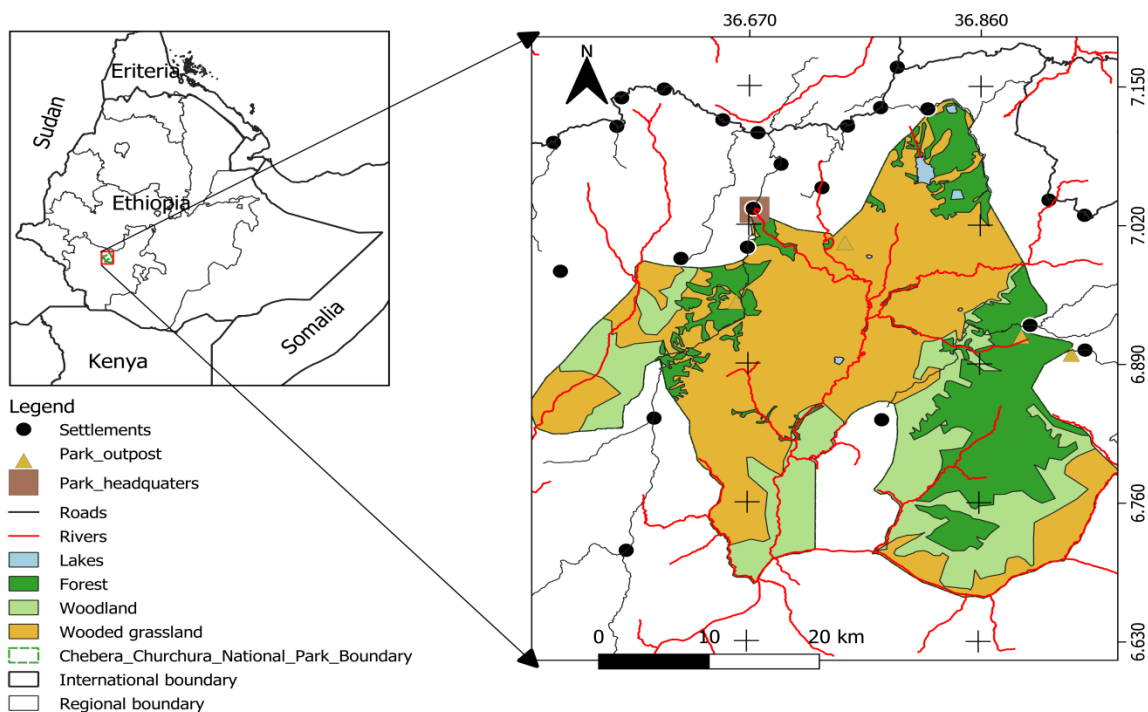 36.670 36.860
N
Eriteria
Sudan
Ethiopia
Somalia
Kenya
7.150
7.020
6.890
6.760
6.630
0 10 20 km
Legend
Settlements
Park_outpost
Park_headquaters
Roads
Rivers
Lakes
Forest
Woodland
Wooded grassland
Chebera_Churchura_National_Park_Boundary
International boundary
Regional boundary